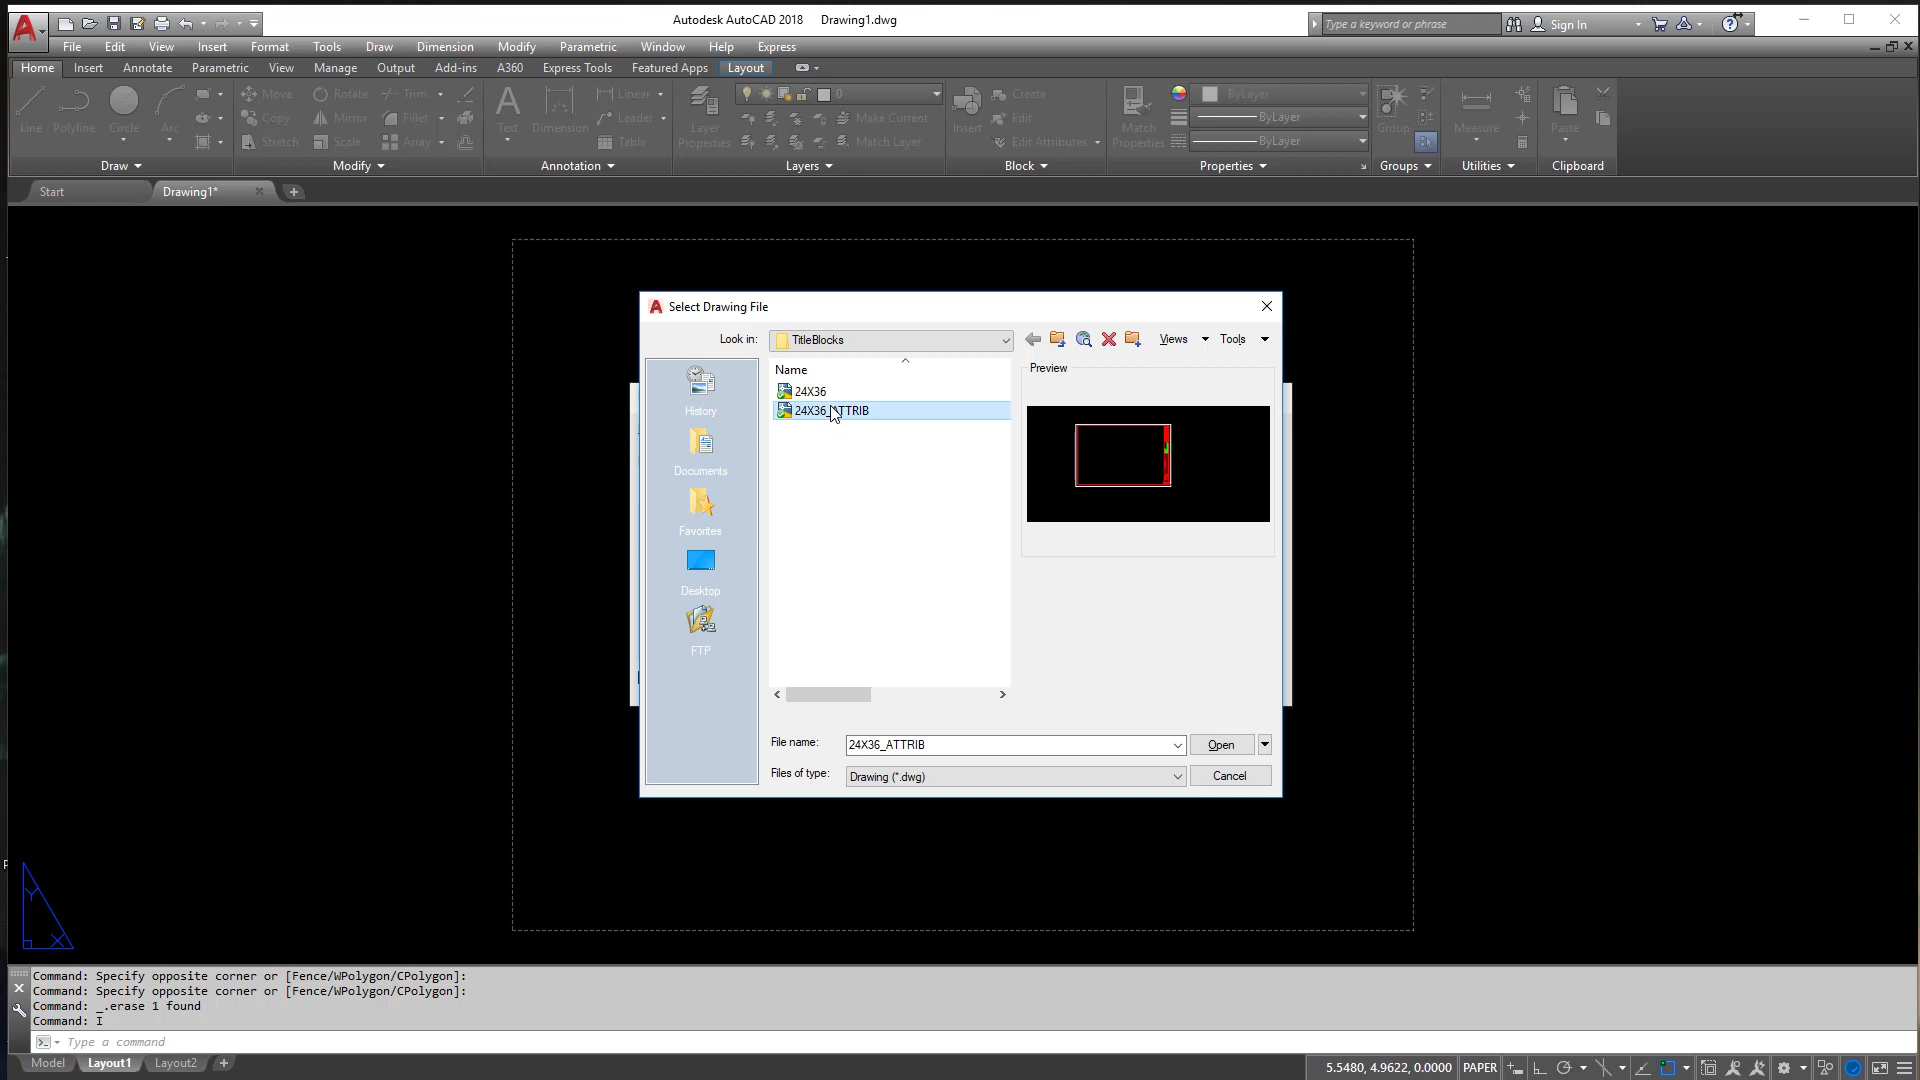 Autodesk AutoCAD 2018 Drawing1.dwg
Type a keyword or phrase
Sign In
File Edit View Insert Format Tools Draw Dimension Modify Parametric Window Help Express
Home Insert Annotate Parametric View Manage Output Add-ins A360 Express Tools Featured Apps Layout
Line Polyline Circle Arc
Move Rotate Trim
Copy Mirror Fillet
Stretch Scale Array
Text Dimension
Linear
Leader
Table
Layer Properties
0
Make Current
Match Layer
Insert
Create
Edit
Edit Attributes
Match Properties
ByLayer
ByLayer
ByLayer
Group
Measure
Paste
Draw Modify Annotation Layers Block Properties Groups Utilities Clipboard
Start Drawing1*
Select Drawing File
Look in: TitleBlocks
Views Tools
Name
24X36
24X36_ATTRIB
Preview
History
Documents
Favorites
Desktop
FTP
File name: 24X36_ATTRIB Open
Files of type: Drawing (*.dwg) Cancel
Y
X
Command: Specify opposite corner or [Fence/WPolygon/CPolygon]:
Command: Specify opposite corner or [Fence/WPolygon/CPolygon]:
Command: _.erase 1 found
Command: I
Type a command
Model Layout1 Layout2
5.5480, 4.9622, 0.0000 PAPER